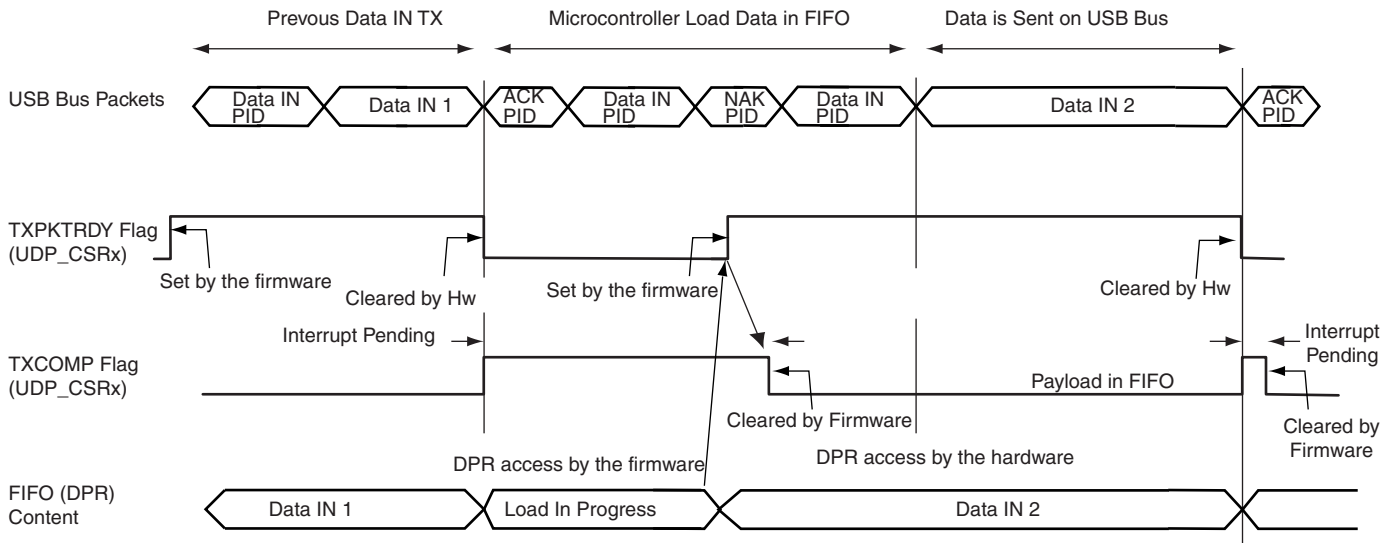 Prevous Data IN TX
Microcontroller Load Data in FIFO
Data is Sent on USB Bus
USB Bus Packets
Data IN
PID
Data IN 1
ACK
PID
Data IN
PID
NAK
PID
Data IN
PID
Data IN 2
ACK
PID
TXPKTRDY Flag
(UDP_CSRx)
Set by the firmware
Cleared by Hw
Set by the firmware
Cleared by Hw
Interrupt Pending
Interrupt
Pending
TXCOMP Flag
(UDP_CSRx)
Payload in FIFO
Cleared by Firmware
Cleared by
Firmware
DPR access by the firmware
DPR access by the hardware
FIFO (DPR)
Content
Data IN 1
Load In Progress
Data IN 2